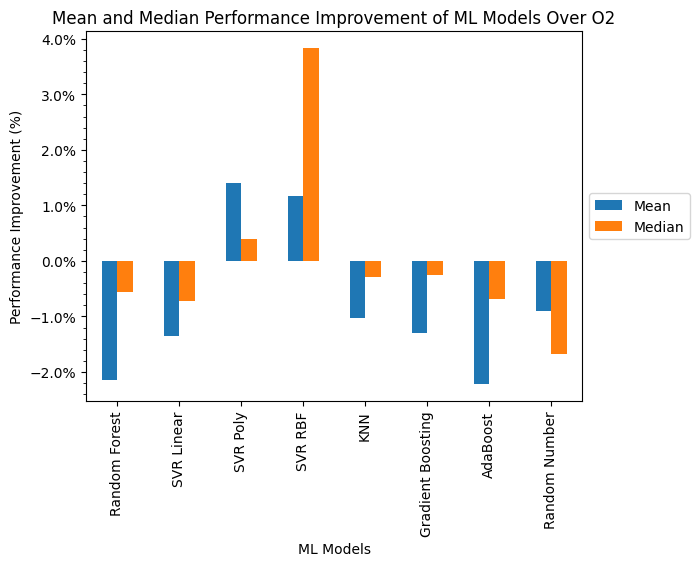 Mean and Median Performance Improvement of ML Models Over O2
4.0%
3.0%
2.0%
1.0%
0.0%
−1.0%
−2.0%
Performance Improvement (%)
Mean
Median
Random Forest
SVR Linear
SVR Poly
SVR RBF
KNN
Gradient Boosting
AdaBoost
Random Number
ML Models